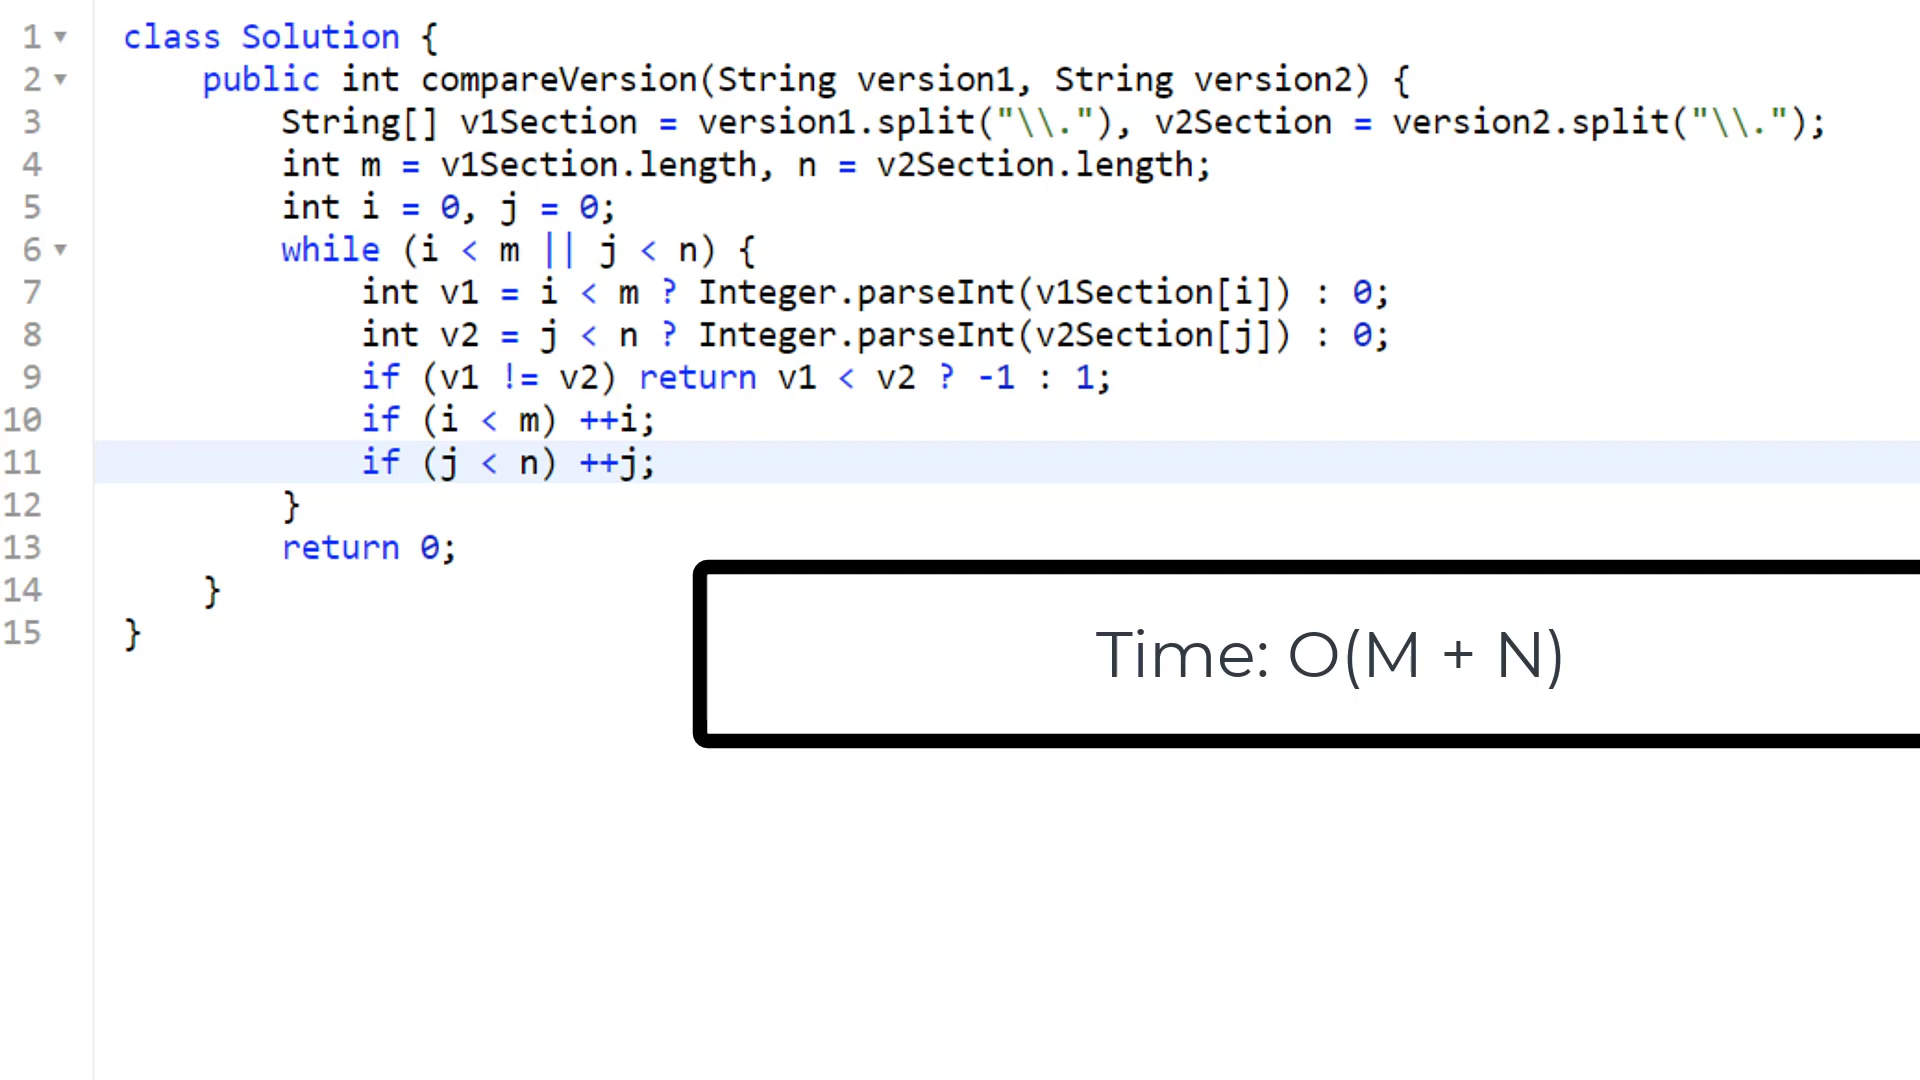 1 class Solution {
2 public int compareVersion(String version1, String version2) {
3 String[] v1Section = version1.split("\\."), v2Section = version2.split("\\.");
4 int m = v1Section.length, n = v2Section.length;
5 int i = 0, j = 0;
6 while (i < m || j < n) {
7 int v1 = i < m ? Integer.parseInt(v1Section[i]) : 0;
8 int v2 = j < n ? Integer.parseInt(v2Section[j]) : 0;
9 if (v1 != v2) return v1 < v2 ? -1 : 1;
10 if (i < m) ++i;
11 if (j < n) ++j;
12 }
13 return 0;
14 }
15 }
Time: O(M + N)